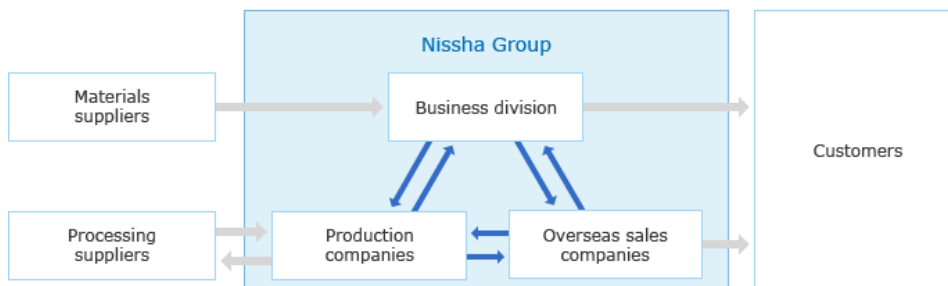 Nissha Group
Materials
suppliers
Business division
Customers
Processing
suppliers
Production
companies
Overseas sales
companies